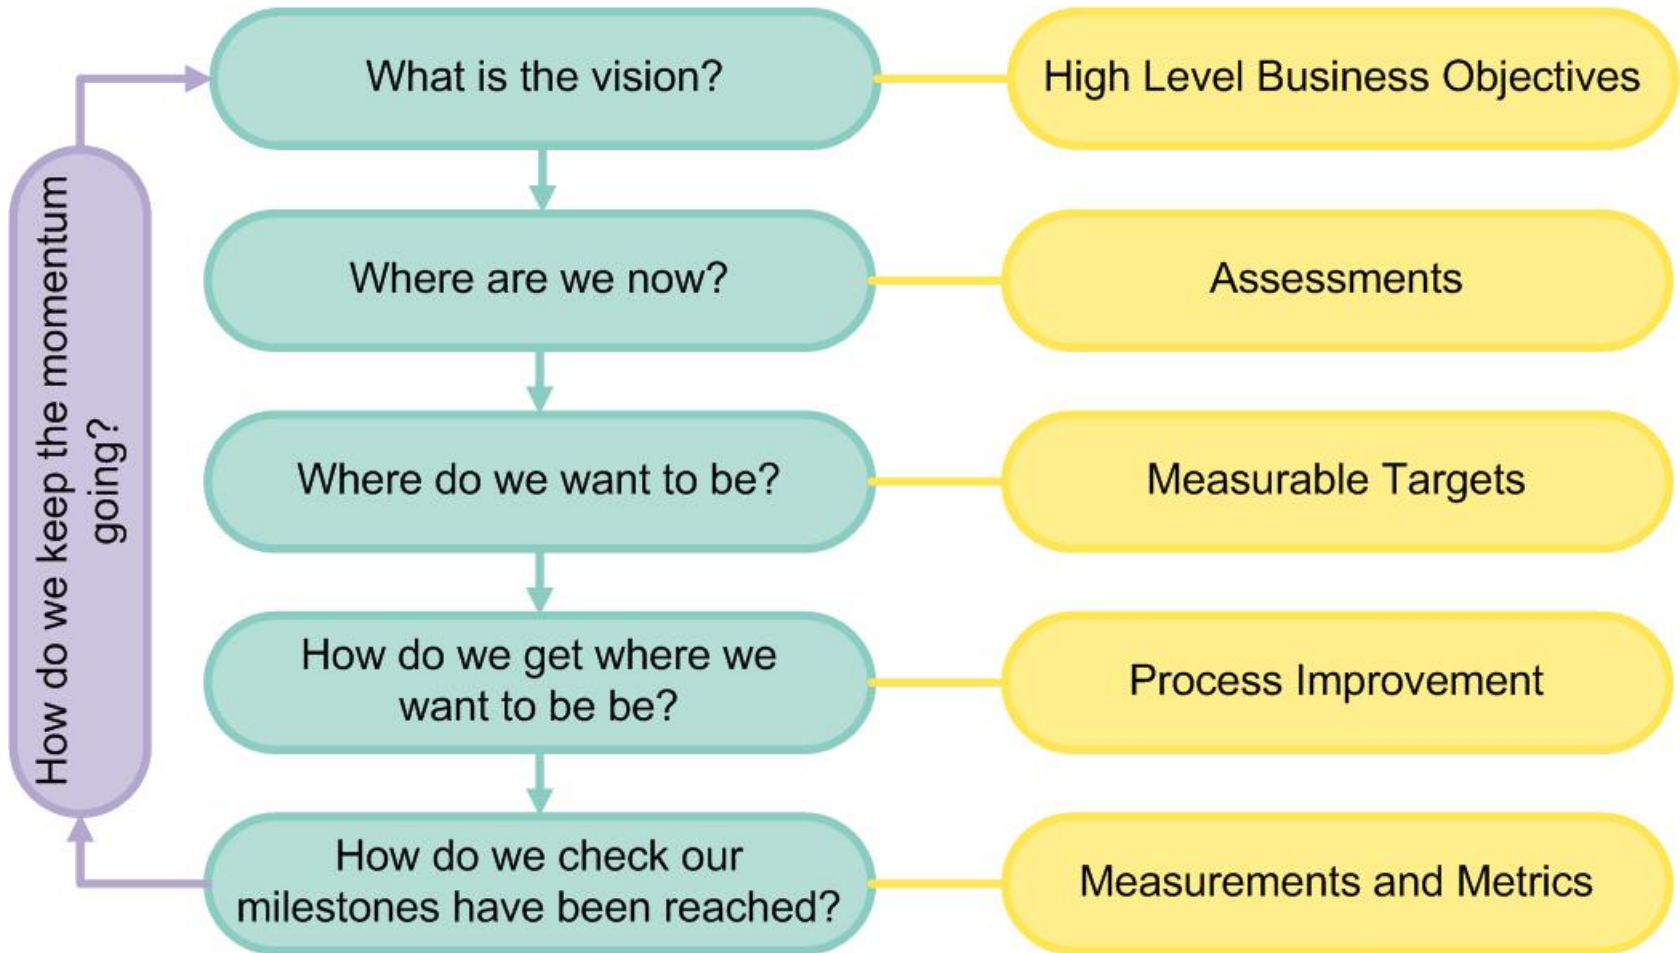 What is the vision?
High Level Business Objectives
Where are we now?
Assessments
Where do we want to be?
Measurable Targets
How do we get where we
want to be be?
Process Improvement
How do we check our
milestones have been reached?
Measurements and Metrics
How do we keep the momentum
going?